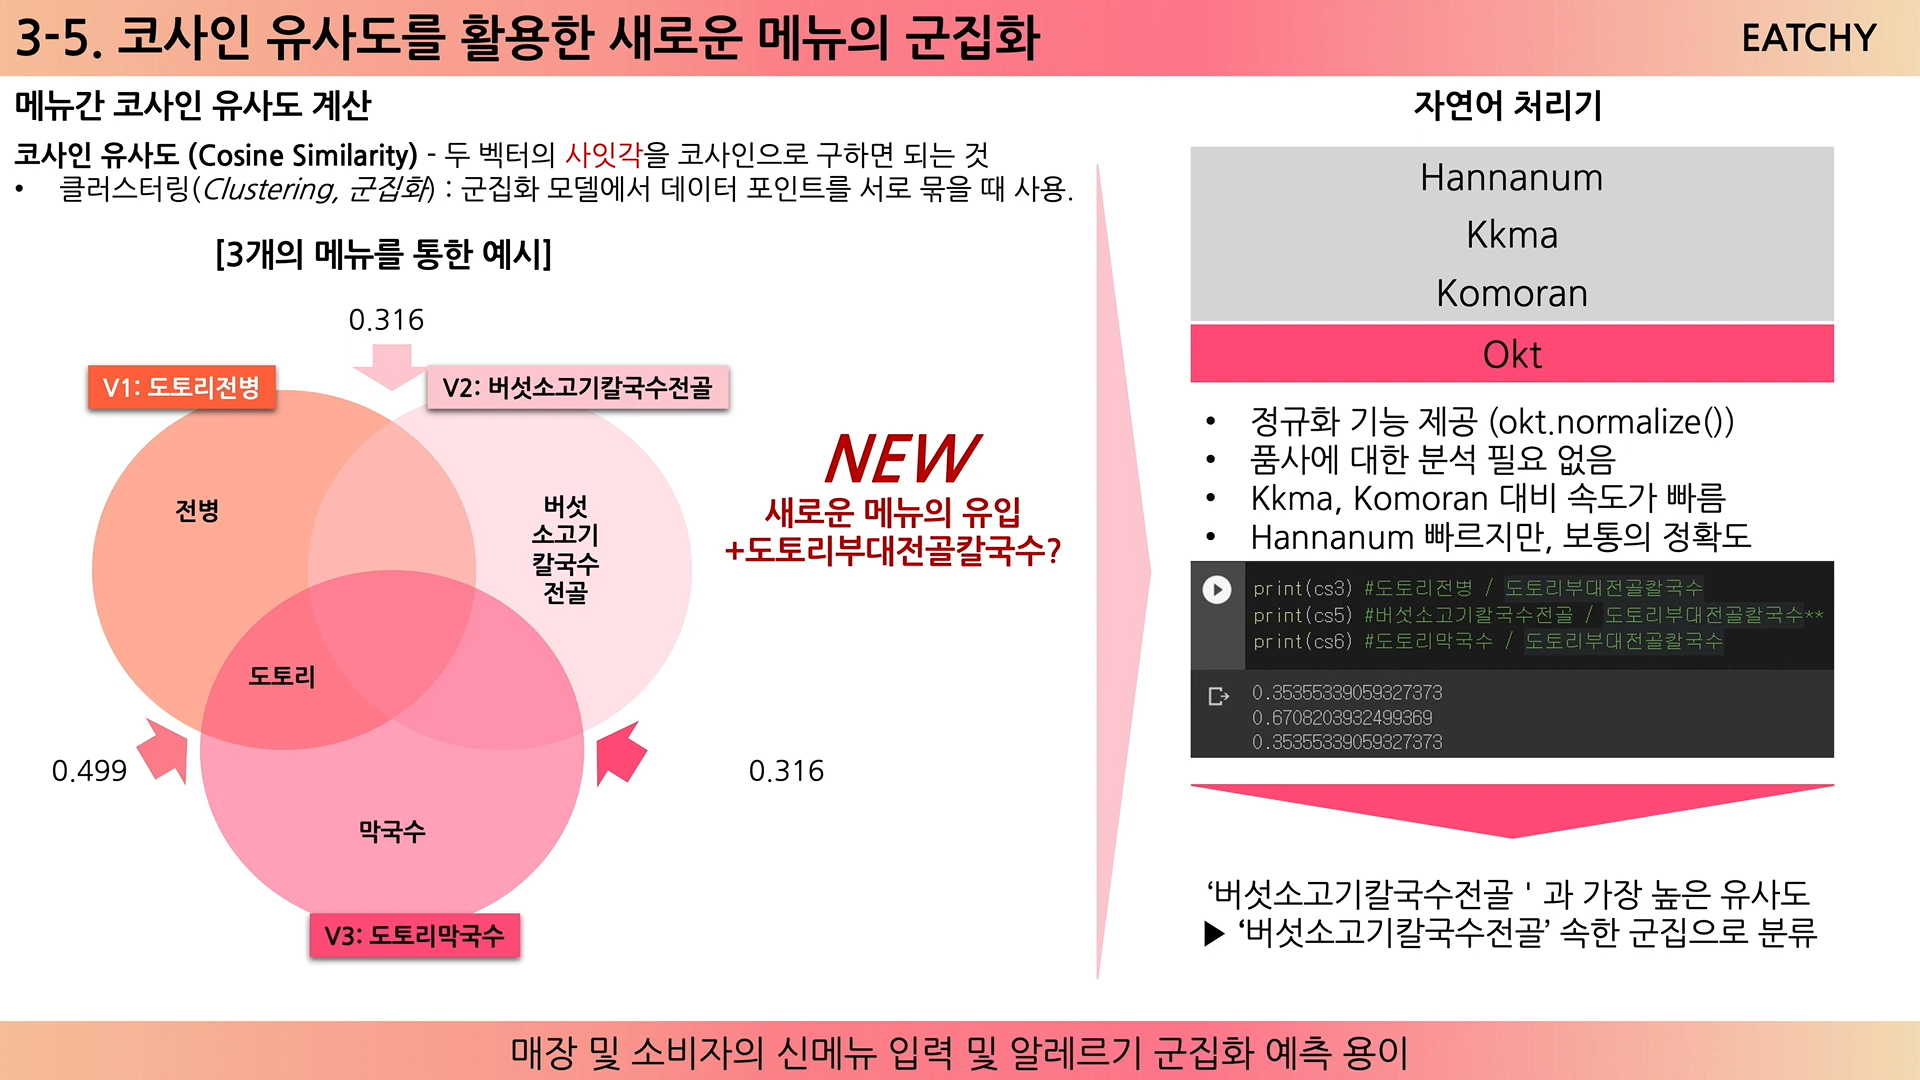 3-5. 코사인 유사도를 활용한 새로운 메뉴의 군집화
EATCHY
메뉴간 코사인 유사도 계산
코사인 유사도 (Cosine Similarity) - 두 벡터의 사잇각을 코사인으로 구하면 되는 것
• 클러스터링(Clustering, 군집화) : 군집화 모델에서 데이터 포인트를 서로 묶을 때 사용.
[3개의 메뉴를 통한 예시]
0.316
V1: 도토리전병
V2: 버섯소고기칼국수전골
전병
버섯
소고기
칼국수
전골
도토리
0.499
0.316
막국수
V3: 도토리막국수
NEW
새로운 메뉴의 유입
+도토리부대전골칼국수?
자연어 처리기
Hannanum
Kkma
Komoran
Okt
• 정규화 기능 제공 (okt.normalize())
• 품사에 대한 분석 필요 없음
• Kkma, Komoran 대비 속도가 빠름
• Hannanum 빠르지만, 보통의 정확도
print(cs3) #도토리전병 / 도토리부대전골칼국수
print(cs5) #버섯소고기칼국수전골 / 도토리부대전골칼국수**
print(cs6) #도토리막국수 / 도토리부대전골칼국수
0.35355339059327373
0.6708203932499369
0.35355339059327373
‘버섯소고기칼국수전골 ' 과 가장 높은 유사도
▶ ‘버섯소고기칼국수전골’ 속한 군집으로 분류
매장 및 소비자의 신메뉴 입력 및 알레르기 군집화 예측 용이